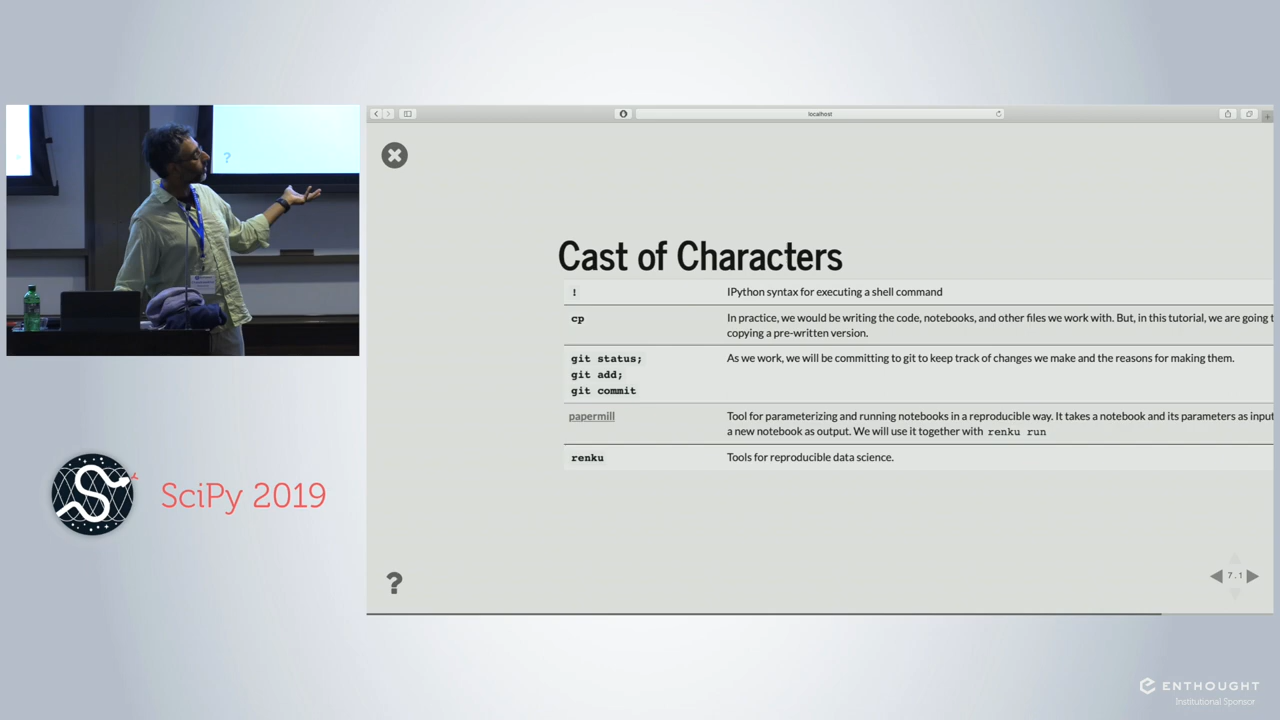 localhost
?
Cast of Characters
! IPython syntax for executing a shell command
cp In practice, we would be writing the code, notebooks, and other files we work with. But, in this tutorial, we are going t
copying a pre-written version.
git status; As we work, we will be committing to git to keep track of changes we make and the reasons for making them.
git add;
git commit
papermill Tool for parameterizing and running notebooks in a reproducible way. It takes a notebook and its parameters as input
a new notebook as output. We will use it together with renku run
renku Tools for reproducible data science.
SciPy 2019
?
7.1
ENTHOUGHT
Institutional Sponsor